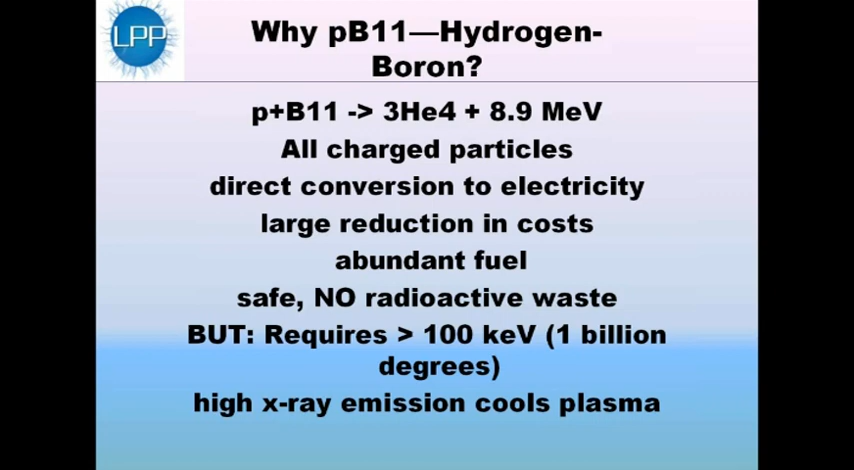 LPP
Why pB11—Hydrogen-
Boron?
p+B11 -> 3He4 + 8.9 MeV
All charged particles
direct conversion to electricity
large reduction in costs
abundant fuel
safe, NO radioactive waste
BUT: Requires > 100 keV (1 billion
degrees)
high x-ray emission cools plasma